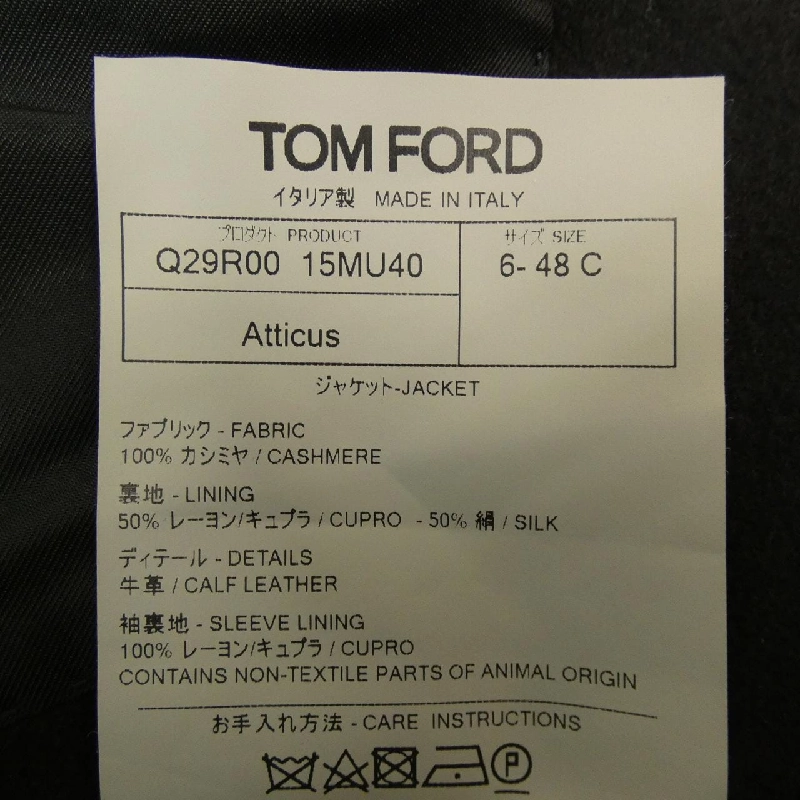 TOM FORD
イタリア製 MADE IN ITALY
プロダクト PRODUCT
Q29R00 15MU40
サイズ SIZE
6- 48 C
Atticus
ジャケット-JACKET
ファブリック - FABRIC
100% カシミヤ / CASHMERE
裏地 - LINING
50% レーヨン/キュプラ / CUPRO - 50% 絹 / SILK
ディテール - DETAILS
牛革 / CALF LEATHER
袖裏地 - SLEEVE LINING
100% レーヨン/キュプラ / CUPRO
CONTAINS NON-TEXTILE PARTS OF ANIMAL ORIGIN
お手入れ方法 - CARE INSTRUCTIONS
P